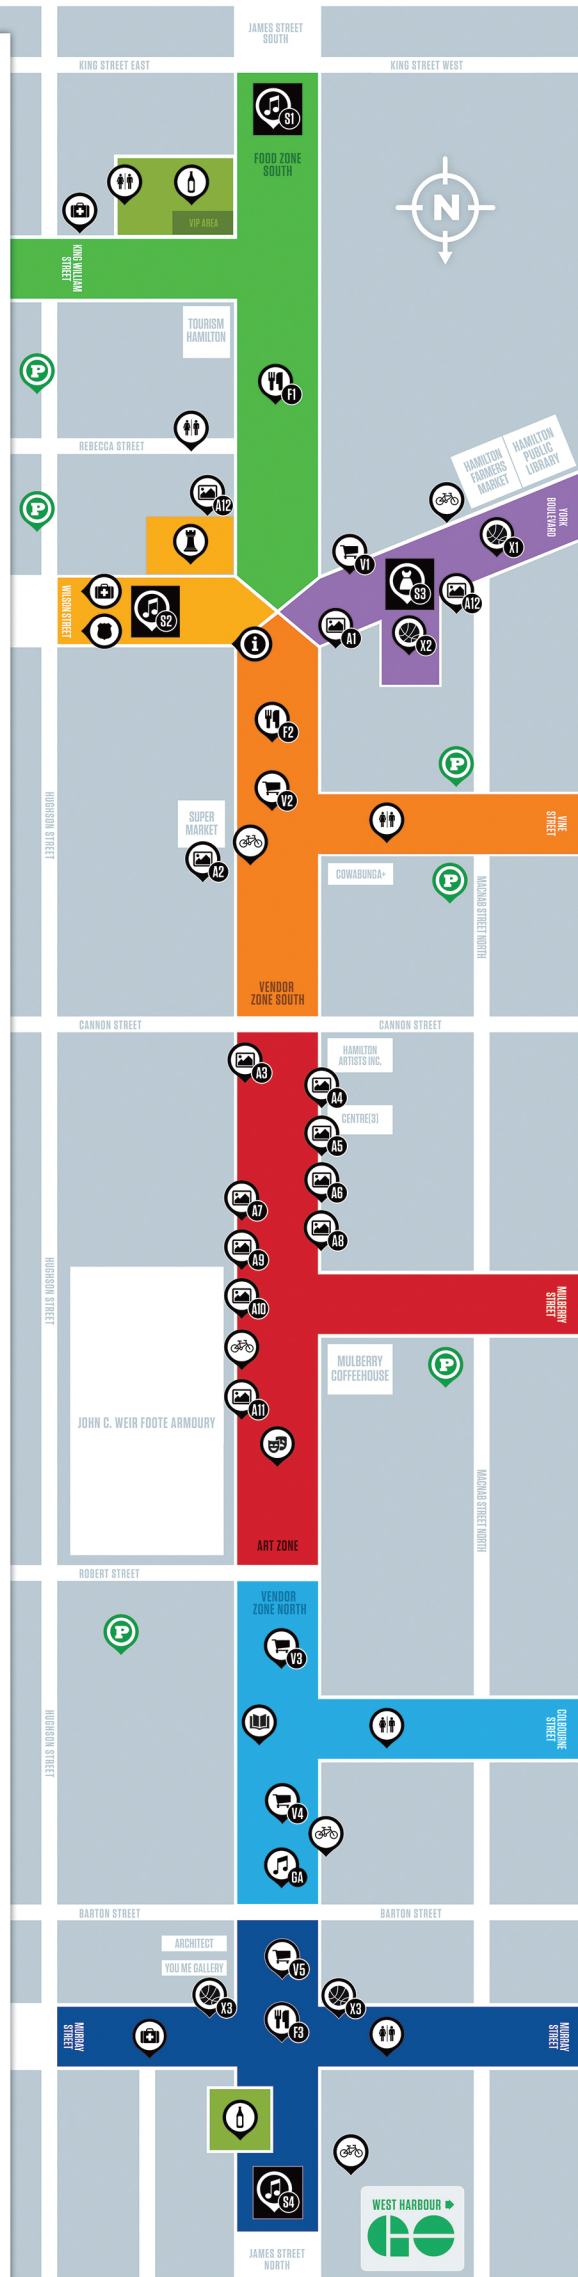 JAMES STREET
SOUTH
KING STREET EAST
KING STREET WEST
S1
FOOD ZONE
SOUTH
N
VIP AREA
KING WILLIAM
STREET
TOURISM
HAMILTON
P
F1
REBECCA STREET
HAMILTON
FARMERS
MARKET
HAMILTON
PUBLIC
LIBRARY
YORK
BOULEVARD
P
A12
X1
V1
WILSON STREET
S2
S3
A12
A1
X2
i
F2
P
V2
HUGHSON STREET
SUPER
MARKET
VINE
STREET
A2
COWABUNGA+
P
MACNAB STREET NORTH
VENDOR
ZONE SOUTH
CANNON STREET
CANNON STREET
HAMILTON
ARTISTS INC.
A3
A4
CENTRE[3]
A5
A6
A7
A8
A9
HUGHSON STREET
A10
MULBERRY
STREET
MULBERRY
COFFEEHOUSE
P
A11
JOHN C. WEIR FOOTE ARMOURY
MACNAB STREET NORTH
ART ZONE
ROBERT STREET
VENDOR
ZONE NORTH
P
V3
HUGHSON STREET
COLBOURNE
STREET
V4
GA
BARTON STREET
BARTON STREET
ARCHITECT
YOU ME GALLERY
V5
X3
X3
F3
MURRAY
STREET
MURRAY
STREET
S4
WEST HARBOUR
GO
JAMES STREET
NORTH